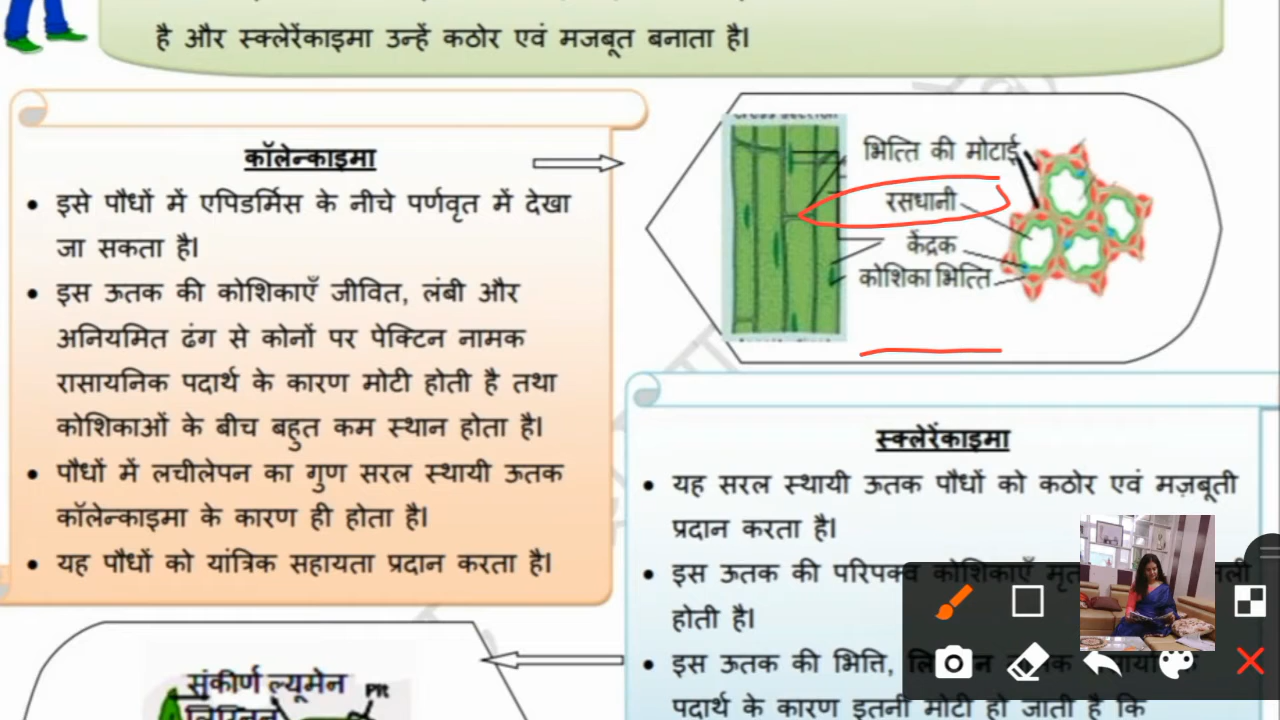 है और स्क्लेरेंकाइमा उन्हें कठोर एवं मजबूत बनाता है।
कॉलेन्काइमा
• इसे पौधों में एपिडर्मिस के नीचे पर्णवृत में देखा
जा सकता है।
• इस ऊतक की कोशिकाएँ जीवित, लंबी और
अनियमित ढंग से कोनों पर पेक्टिन नामक
रासायनिक पदार्थ के कारण मोटी होती है तथा
कोशिकाओं के बीच बहुत कम स्थान होता है।
• पौधों में लचीलेपन का गुण सरल स्थायी ऊतक
कॉलेन्काइमा के कारण ही होता है।
• यह पौधों को यांत्रिक सहायता प्रदान करता है।
भित्ति की मोटाई
रसधानी
केंद्रक
कोशिका भित्ति
स्क्लेरेंकाइमा
• यह सरल स्थायी ऊतक पौधों को कठोर एवं मज़बूती
प्रदान करता है।
• इस ऊतक की परिपक्व कोशिकाएँ
होती है।
• इस ऊतक की भित्ति,
पदार्थ के कारण इतनी मोटी हो जाती है कि
संकीर्ण ल्यूमेन
लिग्निन
Pit